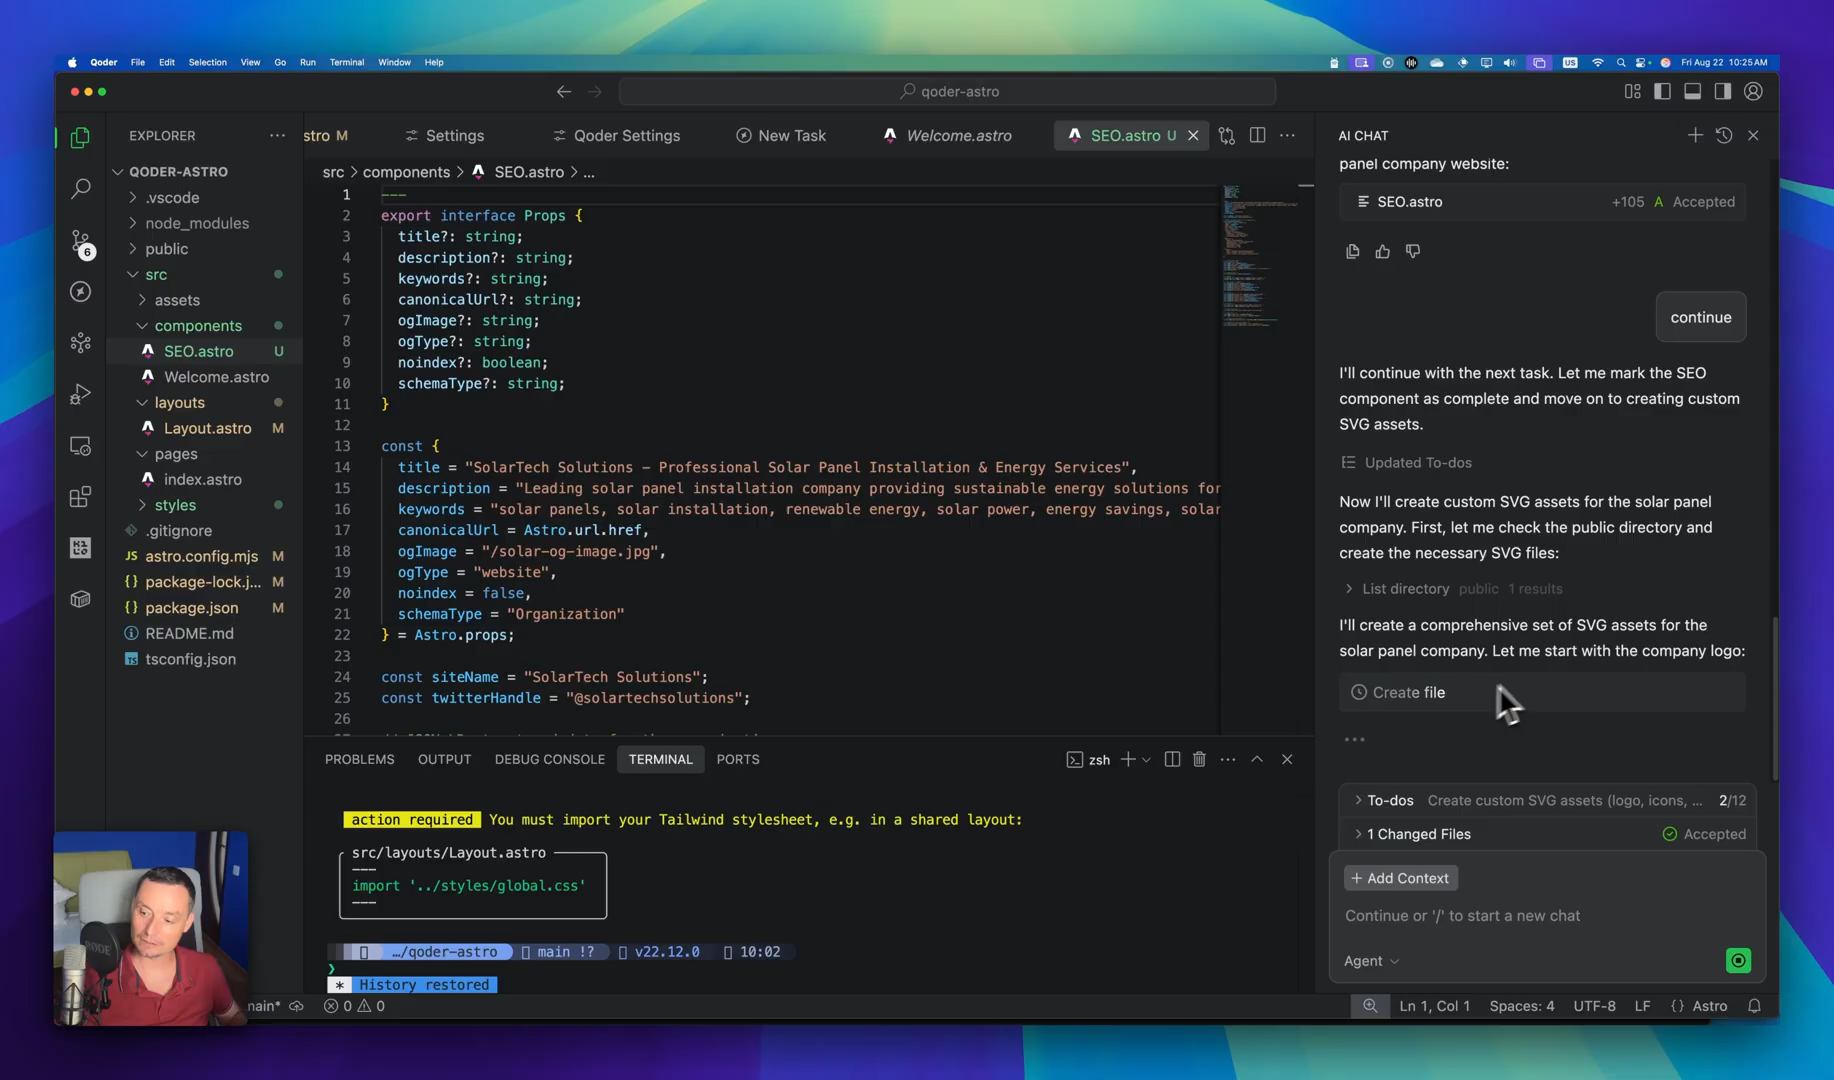 Qoder File Edit Selection View Go Run Terminal Window Help
US Fri Aug 22 10:25 AM
qoder-astro
EXPLORER
QODER-ASTRO
.vscode
node_modules
public
src
assets
components
SEO.astro U
Welcome.astro
layouts
Layout.astro M
pages
index.astro
styles
.gitignore
JS astro.config.mjs M
{} package-lock.j... M
{} package.json M
README.md
TS tsconfig.json
6
stro M Settings Qoder Settings New Task Welcome.astro SEO.astro U
src > components > SEO.astro > ...
1 ---
2 export interface Props {
3 title?: string;
4 description?: string;
5 keywords?: string;
6 canonicalUrl?: string;
7 ogImage?: string;
8 ogType?: string;
9 noindex?: boolean;
10 schemaType?: string;
11 }
12
13 const {
14 title = "SolarTech Solutions - Professional Solar Panel Installation & Energy Services",
15 description = "Leading solar panel installation company providing sustainable energy solutions for
16 keywords = "solar panels, solar installation, renewable energy, solar power, energy savings, solar
17 canonicalUrl = Astro.url.href,
18 ogImage = "/solar-og-image.jpg",
19 ogType = "website",
20 noindex = false,
21 schemaType = "Organization"
22 } = Astro.props;
23
24 const siteName = "SolarTech Solutions";
25 const twitterHandle = "@solartechsolutions";
26
PROBLEMS OUTPUT DEBUG CONSOLE TERMINAL PORTS
zsh
action required You must import your Tailwind stylesheet, e.g. in a shared layout:
src/layouts/Layout.astro
---
import '../styles/global.css'
---
…/qoder-astro main !? v22.12.0 10:02
❯
* History restored
AI CHAT
panel company website:
SEO.astro +105 A Accepted
continue
I'll continue with the next task. Let me mark the SEO
component as complete and move on to creating custom
SVG assets.
Updated To-dos
Now I'll create custom SVG assets for the solar panel
company. First, let me check the public directory and
create the necessary SVG files:
List directory public 1 results
I'll create a comprehensive set of SVG assets for the
solar panel company. Let me start with the company logo:
Create file
To-dos Create custom SVG assets (logo, icons, ... 2/12
1 Changed Files Accepted
+ Add Context
Continue or '/' to start a new chat
Agent
RØDE
main* 0 0
Ln 1, Col 1 Spaces: 4 UTF-8 LF {} Astro